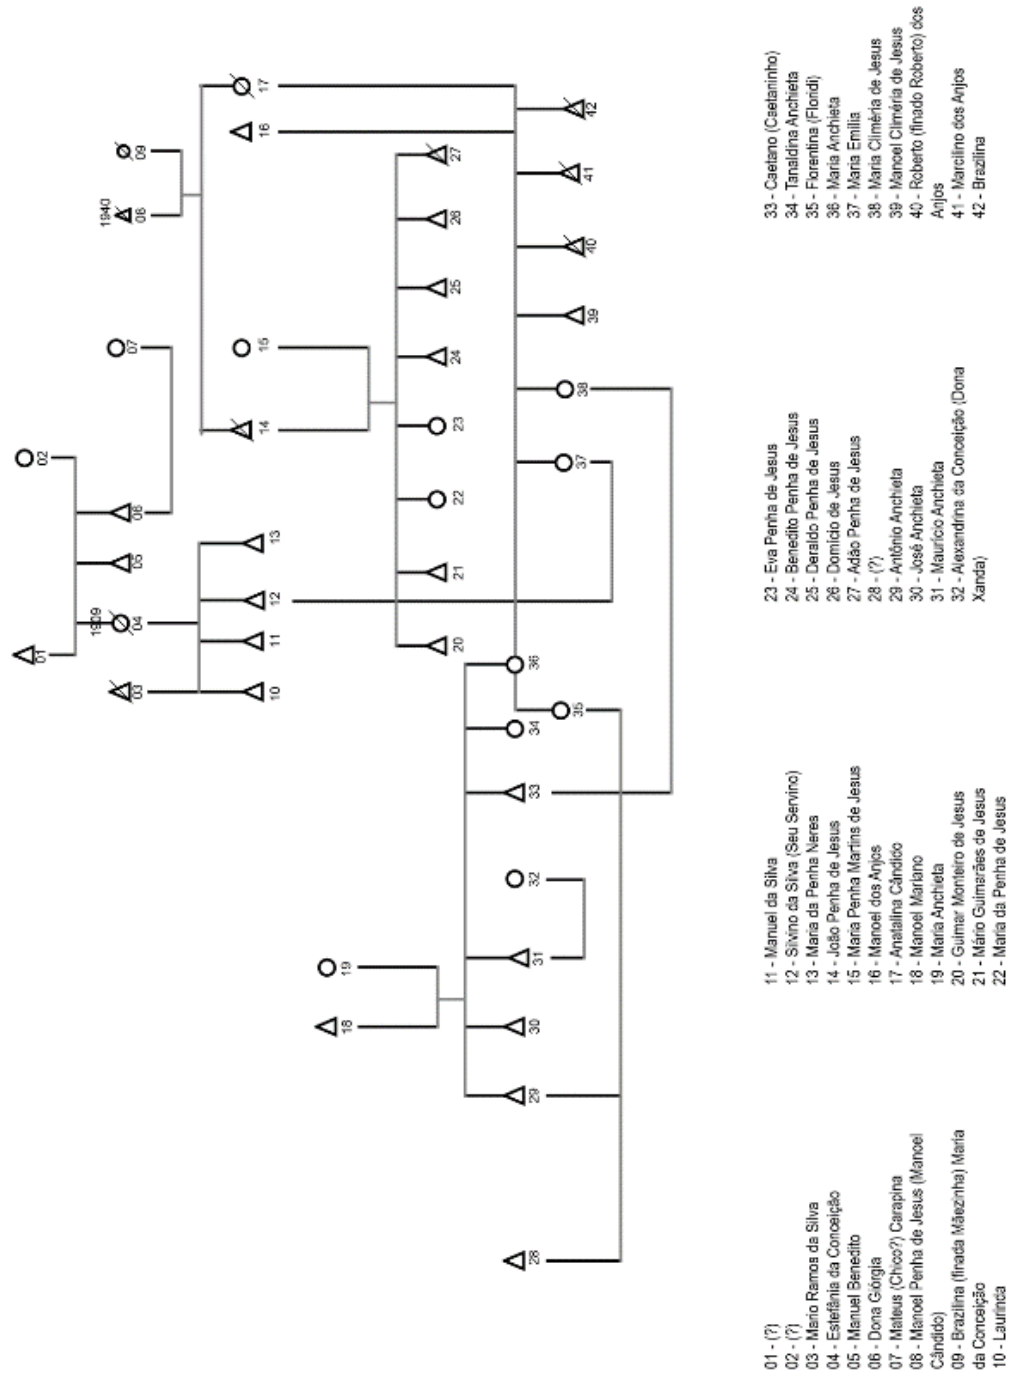 01
02
1909
03
04
05
06
07
1940
08
09
10
11
12
13
14
15
16
17
18
19
20
21
22
23
24
25
26
27
28
29
30
31
32
33
34
35
36
37
38
39
40
41
42
01 - (?)
02 - (?)
03 - Mario Ramos da Silva
04 - Estefânia da Conceição
05 - Manuel Benedito
06 - Dona Giórgia
07 - Mateus (Chico?) Carapina
08 - Manoel Penha de Jesus (Manoel
Cândido)
09 - Brazilina (finada Mãezinha) Maria
da Conceição
10 - Laurinda
11 - Manuel da Silva
12 - Silvino da Silva (Seu Servino)
13 - Maria da Penha Neres
14 - João Penha de Jesus
15 - Maria Penha Martins de Jesus
16 - Manoel dos Anjos
17 - Anatalina Cândido
18 - Manoel Mariano
19 - Maria Anchieta
20 - Guimar Monteiro de Jesus
21 - Mário Guimarães de Jesus
22 - Maria da Penha de Jesus
23 - Eva Penha de Jesus
24 - Benedito Penha de Jesus
25 - Deraldo Penha de Jesus
26 - Domício de Jesus
27 - Adão Penha de Jesus
28 - (?)
29 - Antônio Anchieta
30 - José Anchieta
31 - Maurício Anchieta
32 - Alexandrina da Conceição (Dona
Xanda)
33 - Caetano (Caetaninho)
34 - Tanaldina Anchieta
35 - Florentina (Floridi)
36 - Maria Anchieta
37 - Maria Emília
38 - Maria Climéria de Jesus
39 - Manoel Climéria de Jesus
40 - Roberto (finado Roberto) dos
Anjos
41 - Marcilino dos Anjos
42 - Brazilina